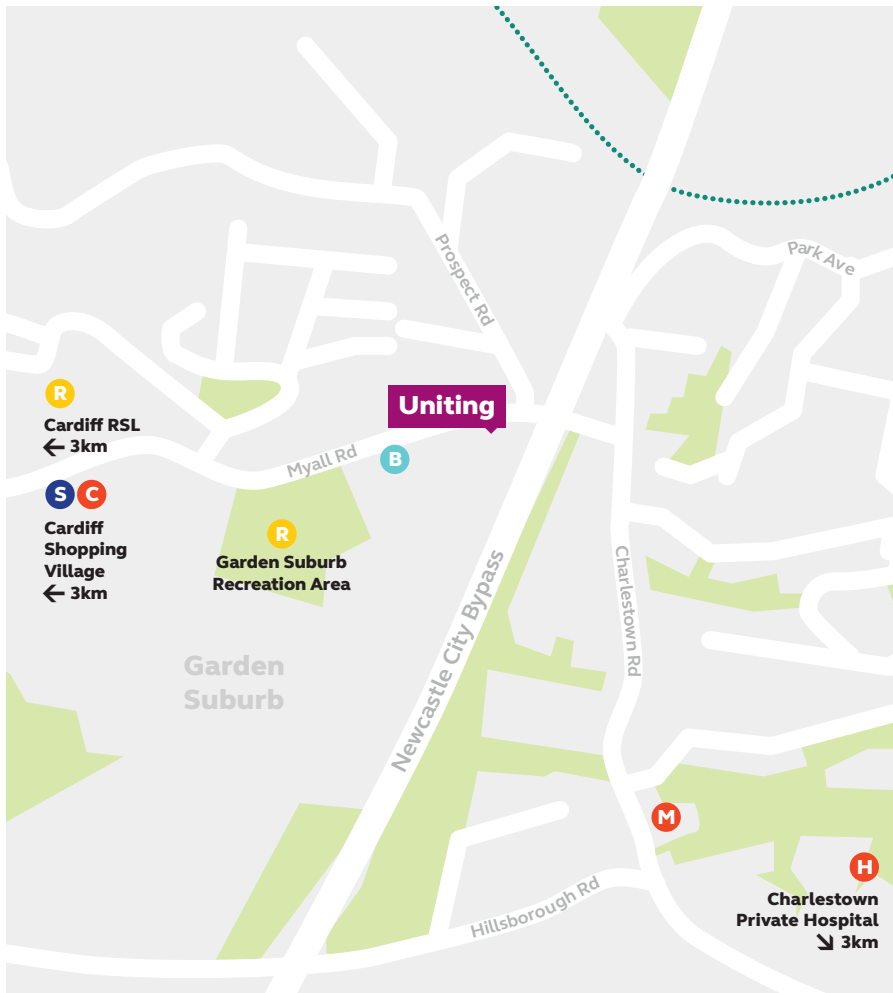 Prospect Rd
Park Ave
R
Cardiff RSL
← 3km
Uniting
Myall Rd
B
S C
Cardiff
Shopping
Village
← 3km
R
Garden Suburb
Recreation Area
Newcastle City Bypass
Charlestown Rd
Garden
Suburb
M
H
Hillsborough Rd
Charlestown
Private Hospital
↘ 3km